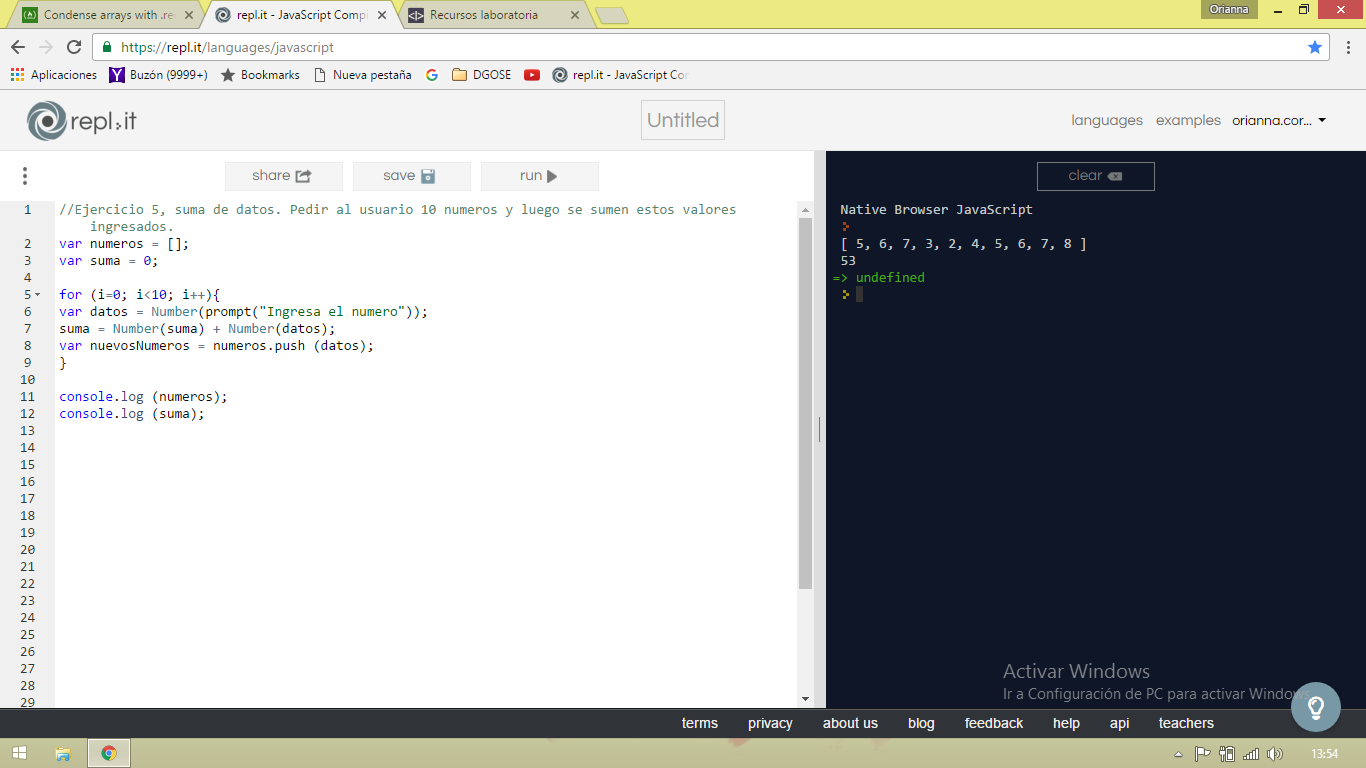 Condense arrays with .re
repl.it - JavaScript Compi
Recursos laboratoria
Orianna
https://repl.it/languages/javascript
Aplicaciones
Buzón (9999+)
Bookmarks
Nueva pestaña
DGOSE
repl.it - JavaScript Co
repl.it
Untitled
languages
examples
orianna.cor...
share
save
run
clear
1 //Ejercicio 5, suma de datos. Pedir al usuario 10 numeros y luego se sumen estos valores
ingresados.
2 var numeros = [];
3 var suma = 0;
4
5 for (i=0; i<10; i++){
6 var datos = Number(prompt("Ingresa el numero"));
7 suma = Number(suma) + Number(datos);
8 var nuevosNumeros = numeros.push (datos);
9 }
10
11 console.log (numeros);
12 console.log (suma);
13
14
15
16
17
18
19
20
21
22
23
24
25
26
27
28
29
Native Browser JavaScript
[ 5, 6, 7, 3, 2, 4, 5, 6, 7, 8 ]
53
=> undefined
Activar Windows
Ir a Configuración de PC para activar Windows.
terms
privacy
about us
blog
feedback
help
api
teachers
13:54